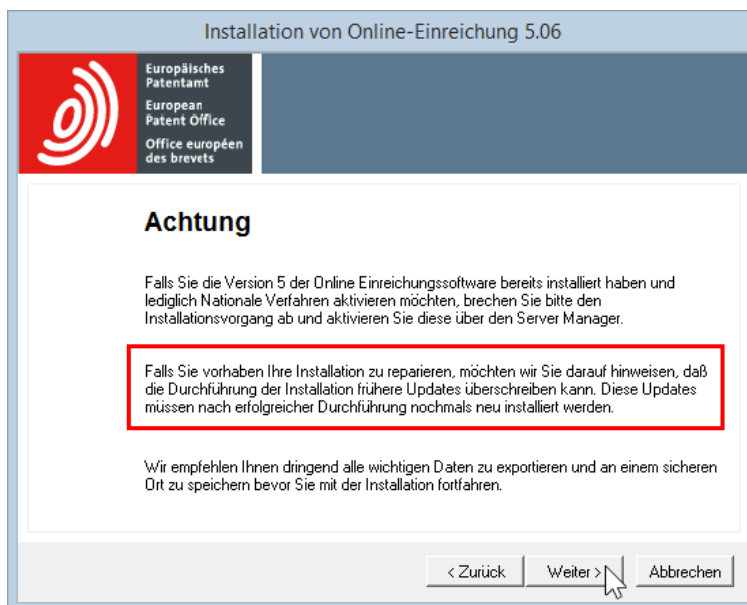 Installation von Online-Einreichung 5.06
Europäisches
Patentamt
European
Patent Office
Office européen
des brevets
Achtung
Falls Sie die Version 5 der Online Einreichungssoftware bereits installiert haben und
lediglich Nationale Verfahren aktivieren möchten, brechen Sie bitte den
Installationsvorgang ab und aktivieren Sie diese über den Server Manager.
Falls Sie vorhaben Ihre Installation zu reparieren, möchten wir Sie darauf hinweisen, daß
die Durchführung der Installation frühere Updates überschreiben kann. Diese Updates
müssen nach erfolgreicher Durchführung nochmals neu installiert werden.
Wir empfehlen Ihnen dringend alle wichtigen Daten zu exportieren und an einem sicheren
Ort zu speichern bevor Sie mit der Installation fortfahren.
< Zurück Weiter > Abbrechen